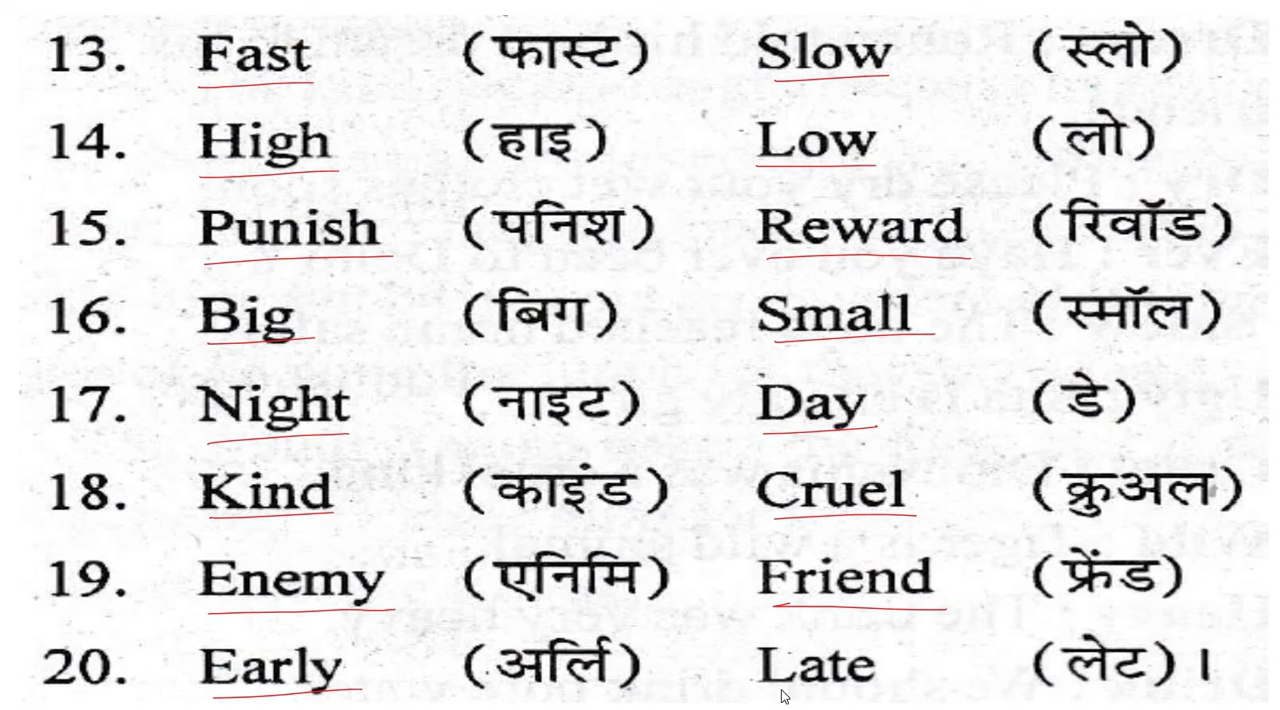 13. Fast (फास्ट) Slow (स्लो)
14. High (हाइ) Low (लो)
15. Punish (पनिश) Reward (रिवॉड)
16. Big (बिग) Small (स्मॉल)
17. Night (नाइट) Day (डे)
18. Kind (काइंड) Cruel (क्रुअल)
19. Enemy (एनिमि) Friend (फ्रेंड)
20. Early (अर्लि) Late (लेट)।